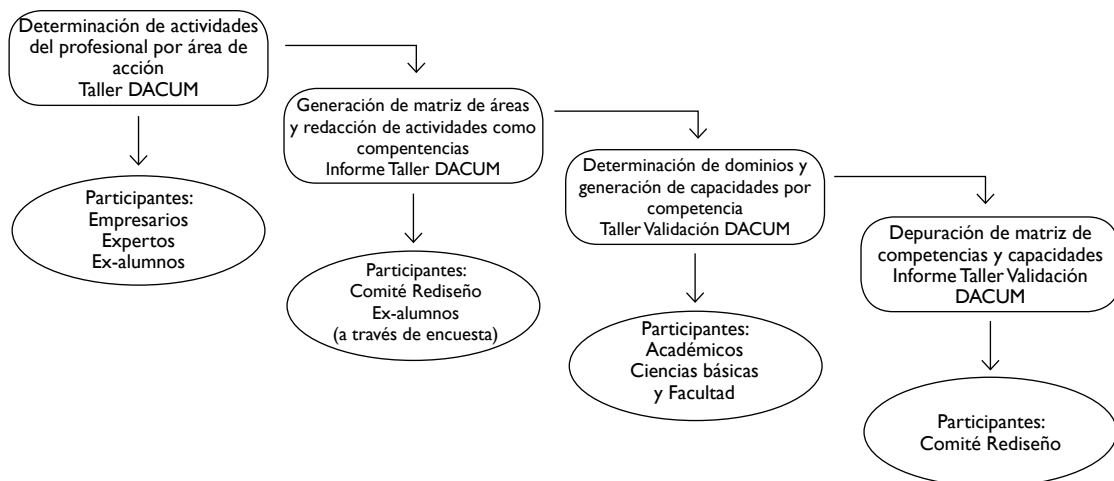 Determinación de actividades
del profesional por área de
acción
Taller DACUM
Participantes:
Empresarios
Expertos
Ex-alumnos
Generación de matriz de áreas
y redacción de actividades como
compentencias
Informe Taller DACUM
Participantes:
Comité Rediseño
Ex-alumnos
(a través de encuesta)
Determinación de dominios y
generación de capacidades por
competencia
Taller Validación DACUM
Participantes:
Académicos
Ciencias básicas
y Facultad
Depuración de matriz de
competencias y capacidades
Informe Taller Validación
DACUM
Participantes:
Comité Rediseño